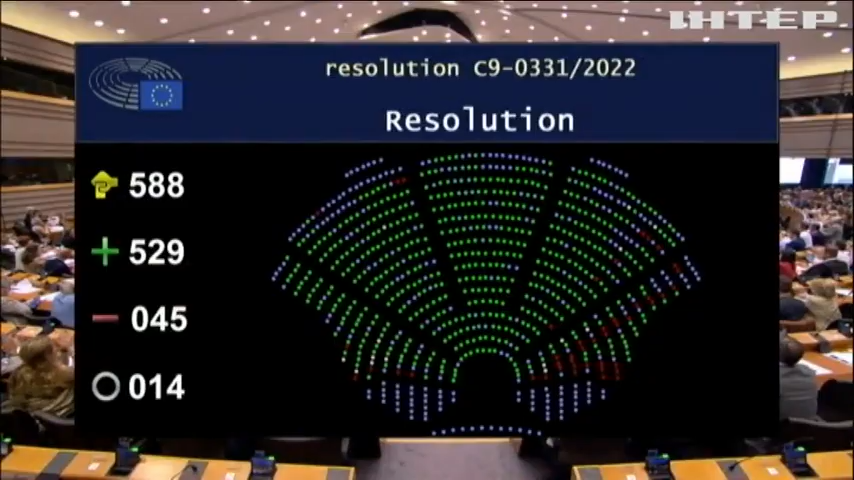 ІНТЕР
resolution C9-0331/2022
Resolution
588
529
045
014